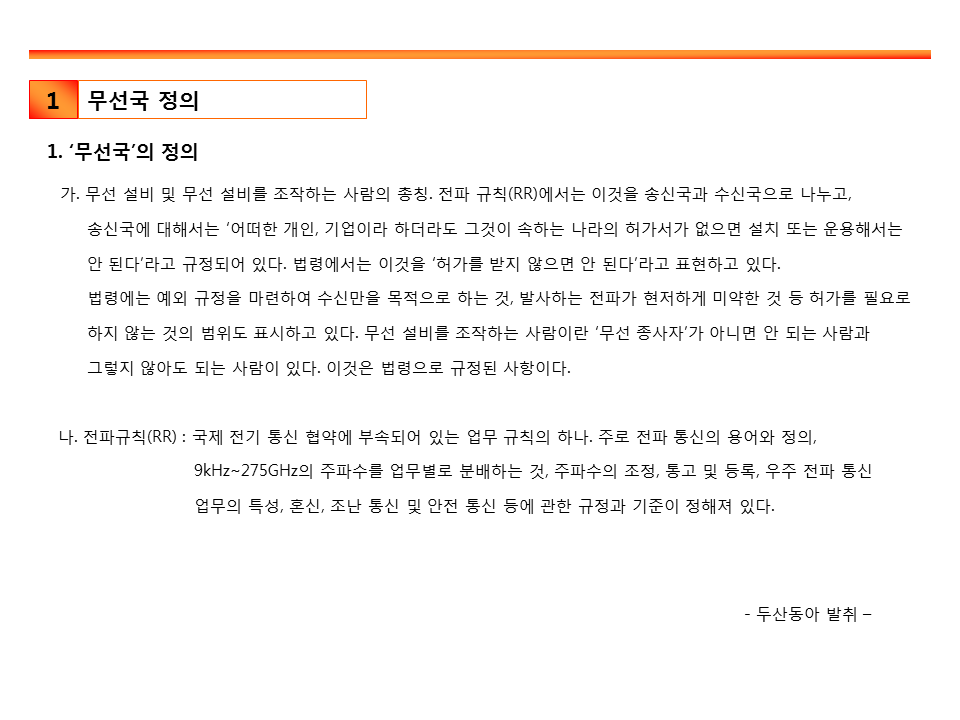 1 무선국 정의
1. ‘무선국’의 정의
가. 무선 설비 및 무선 설비를 조작하는 사람의 총칭. 전파 규칙(RR)에서는 이것을 송신국과 수신국으로 나누고,
송신국에 대해서는 ‘어떠한 개인, 기업이라 하더라도 그것이 속하는 나라의 허가서가 없으면 설치 또는 운용해서는
안 된다’라고 규정되어 있다. 법령에서는 이것을 ‘허가를 받지 않으면 안 된다’라고 표현하고 있다.
법령에는 예외 규정을 마련하여 수신만을 목적으로 하는 것, 발사하는 전파가 현저하게 미약한 것 등 허가를 필요로
하지 않는 것의 범위도 표시하고 있다. 무선 설비를 조작하는 사람이란 ‘무선 종사자’가 아니면 안 되는 사람과
그렇지 않아도 되는 사람이 있다. 이것은 법령으로 규정된 사항이다.
나. 전파규칙(RR) : 국제 전기 통신 협약에 부속되어 있는 업무 규칙의 하나. 주로 전파 통신의 용어와 정의,
9kHz~275GHz의 주파수를 업무별로 분배하는 것, 주파수의 조정, 통고 및 등록, 우주 전파 통신
업무의 특성, 혼신, 조난 통신 및 안전 통신 등에 관한 규정과 기준이 정해져 있다.
- 두산동아 발취 –